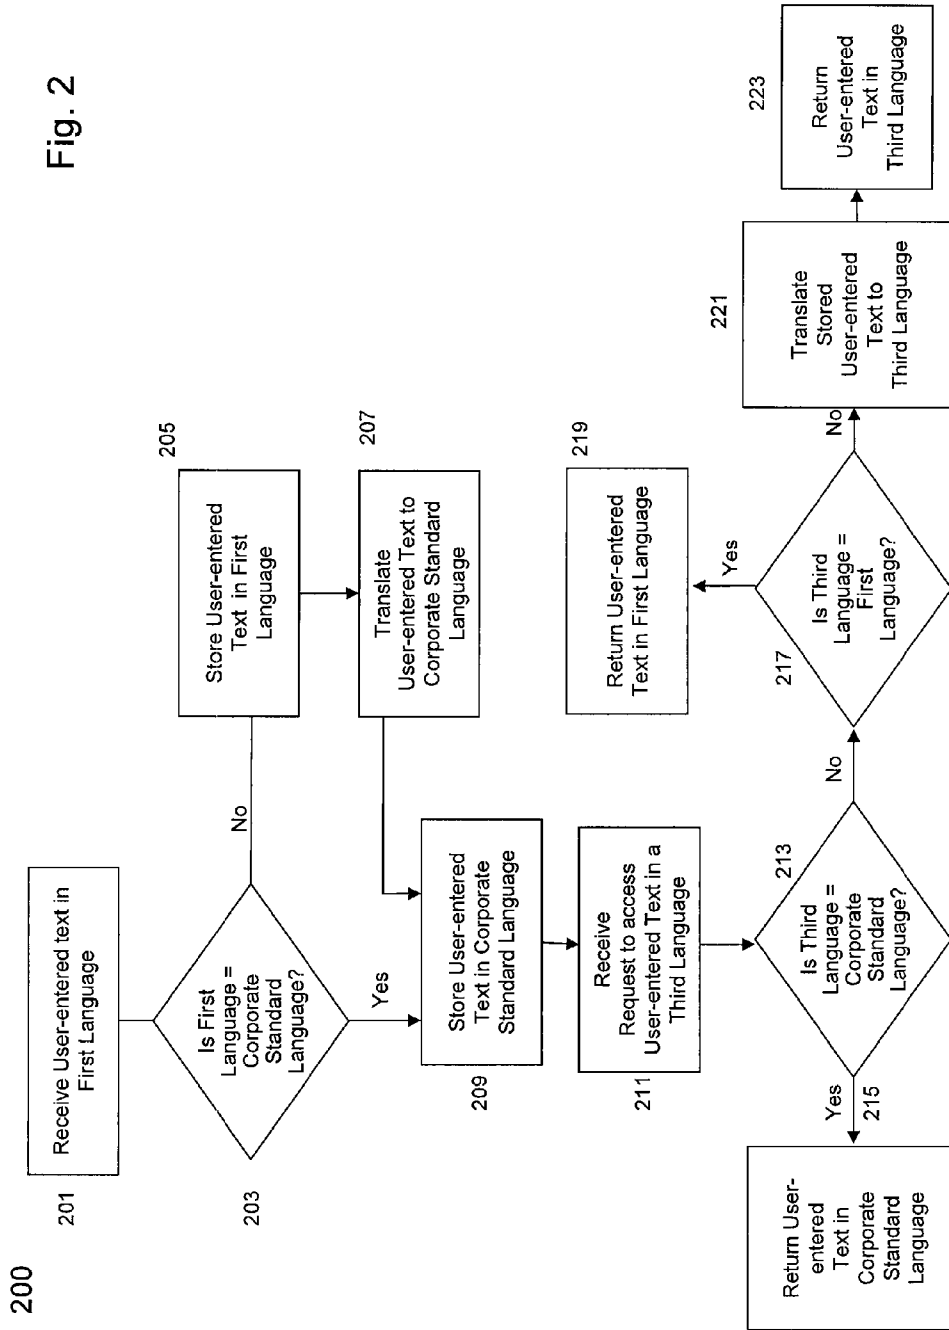 200
Fig. 2
201
Receive User-entered text in
First Language
203
Is First
Language =
Corporate
Standard
Language?
No
Yes
205
Store User-entered
Text in First
Language
207
Translate
User-entered Text to
Corporate Standard
Language
209
Store User-entered
Text in Corporate
Standard Language
211
Receive
Request to access
User-entered Text in a
Third Language
213
Is Third
Language =
Corporate
Standard
Language?
Yes
215
Return User-
entered
Text in
Corporate
Standard
Language
No
217
Is Third
Language =
First
Language?
Yes
219
Return User-entered
Text in First Language
No
221
Translate
Stored
User-entered
Text to
Third Language
223
Return
User-entered
Text in
Third Language